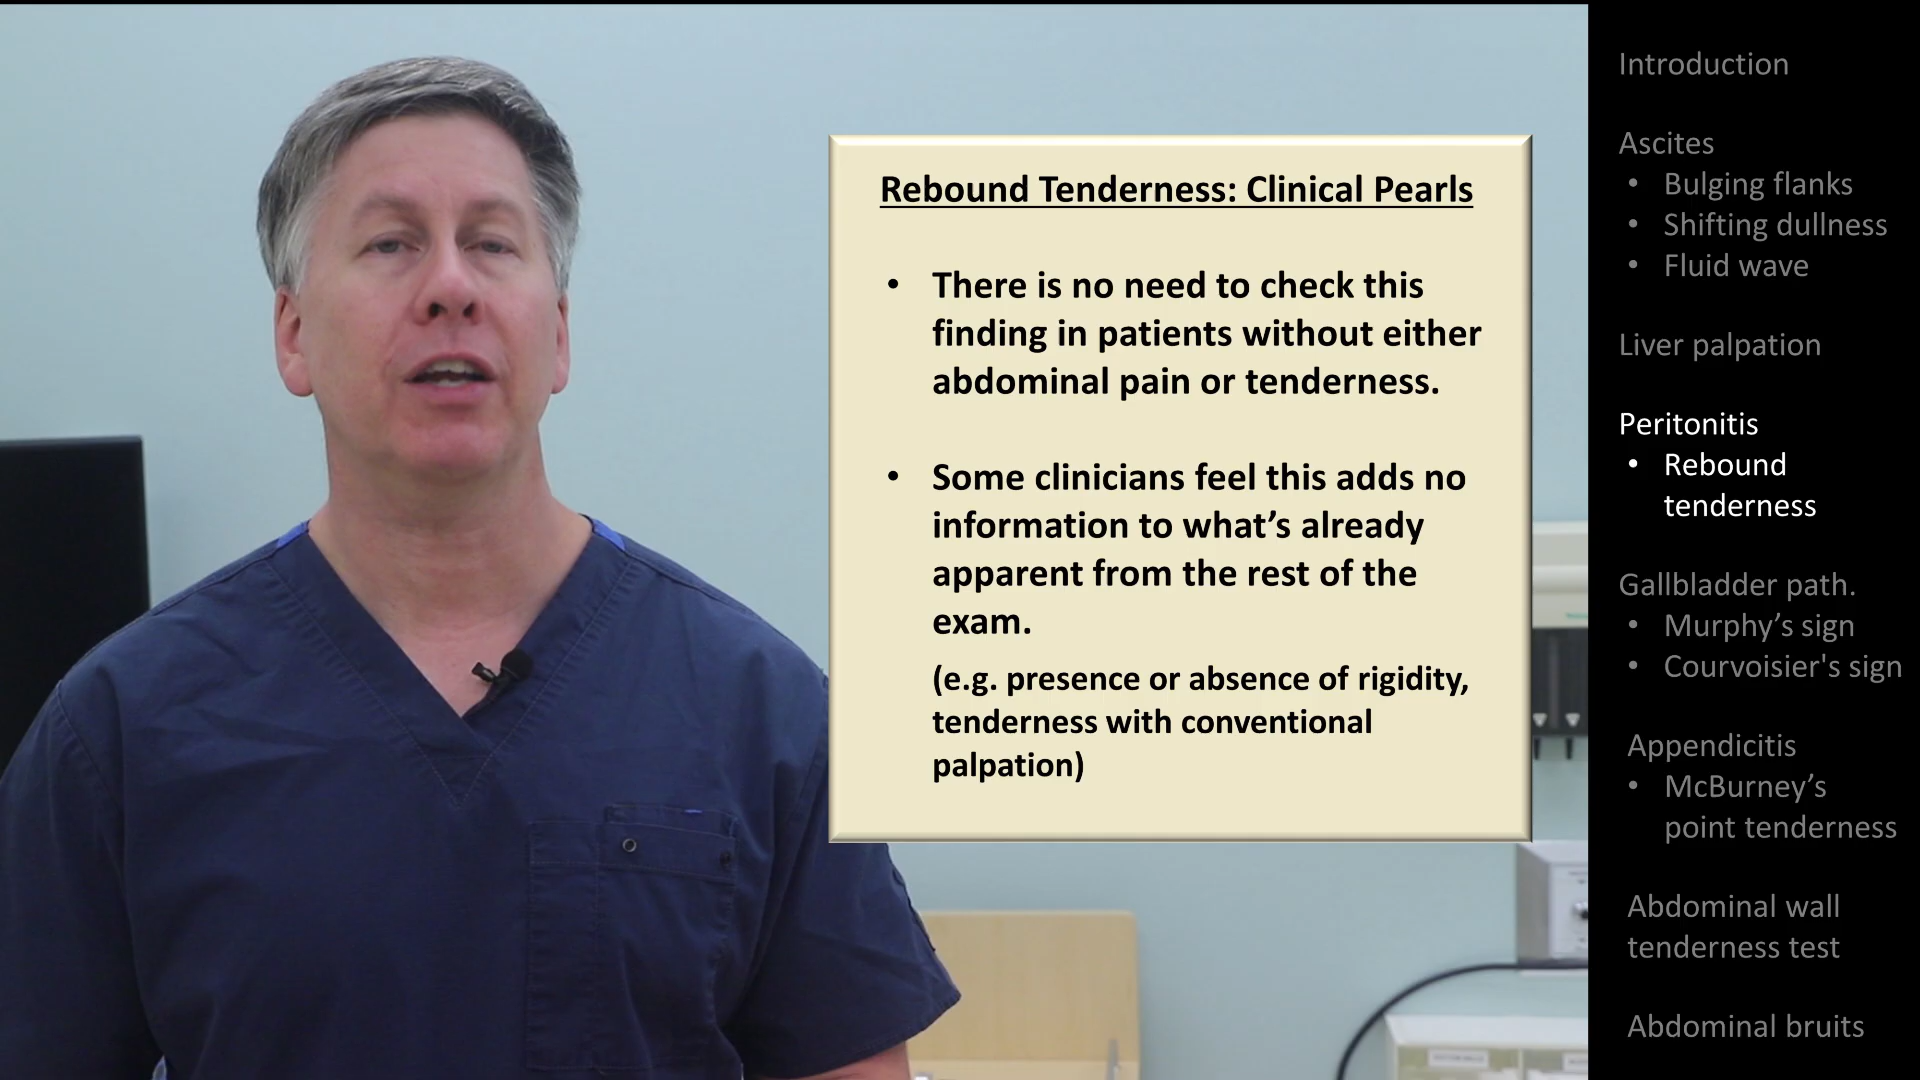 Rebound Tenderness: Clinical Pearls
• There is no need to check this
finding in patients without either
abdominal pain or tenderness.
• Some clinicians feel this adds no
information to what’s already
apparent from the rest of the
exam.
(e.g. presence or absence of rigidity,
tenderness with conventional
palpation)
Introduction
Ascites
• Bulging flanks
• Shifting dullness
• Fluid wave
Liver palpation
Peritonitis
• Rebound
tenderness
Gallbladder path.
• Murphy’s sign
• Courvoisier's sign
Appendicitis
• McBurney’s
point tenderness
Abdominal wall
tenderness test
Abdominal bruits